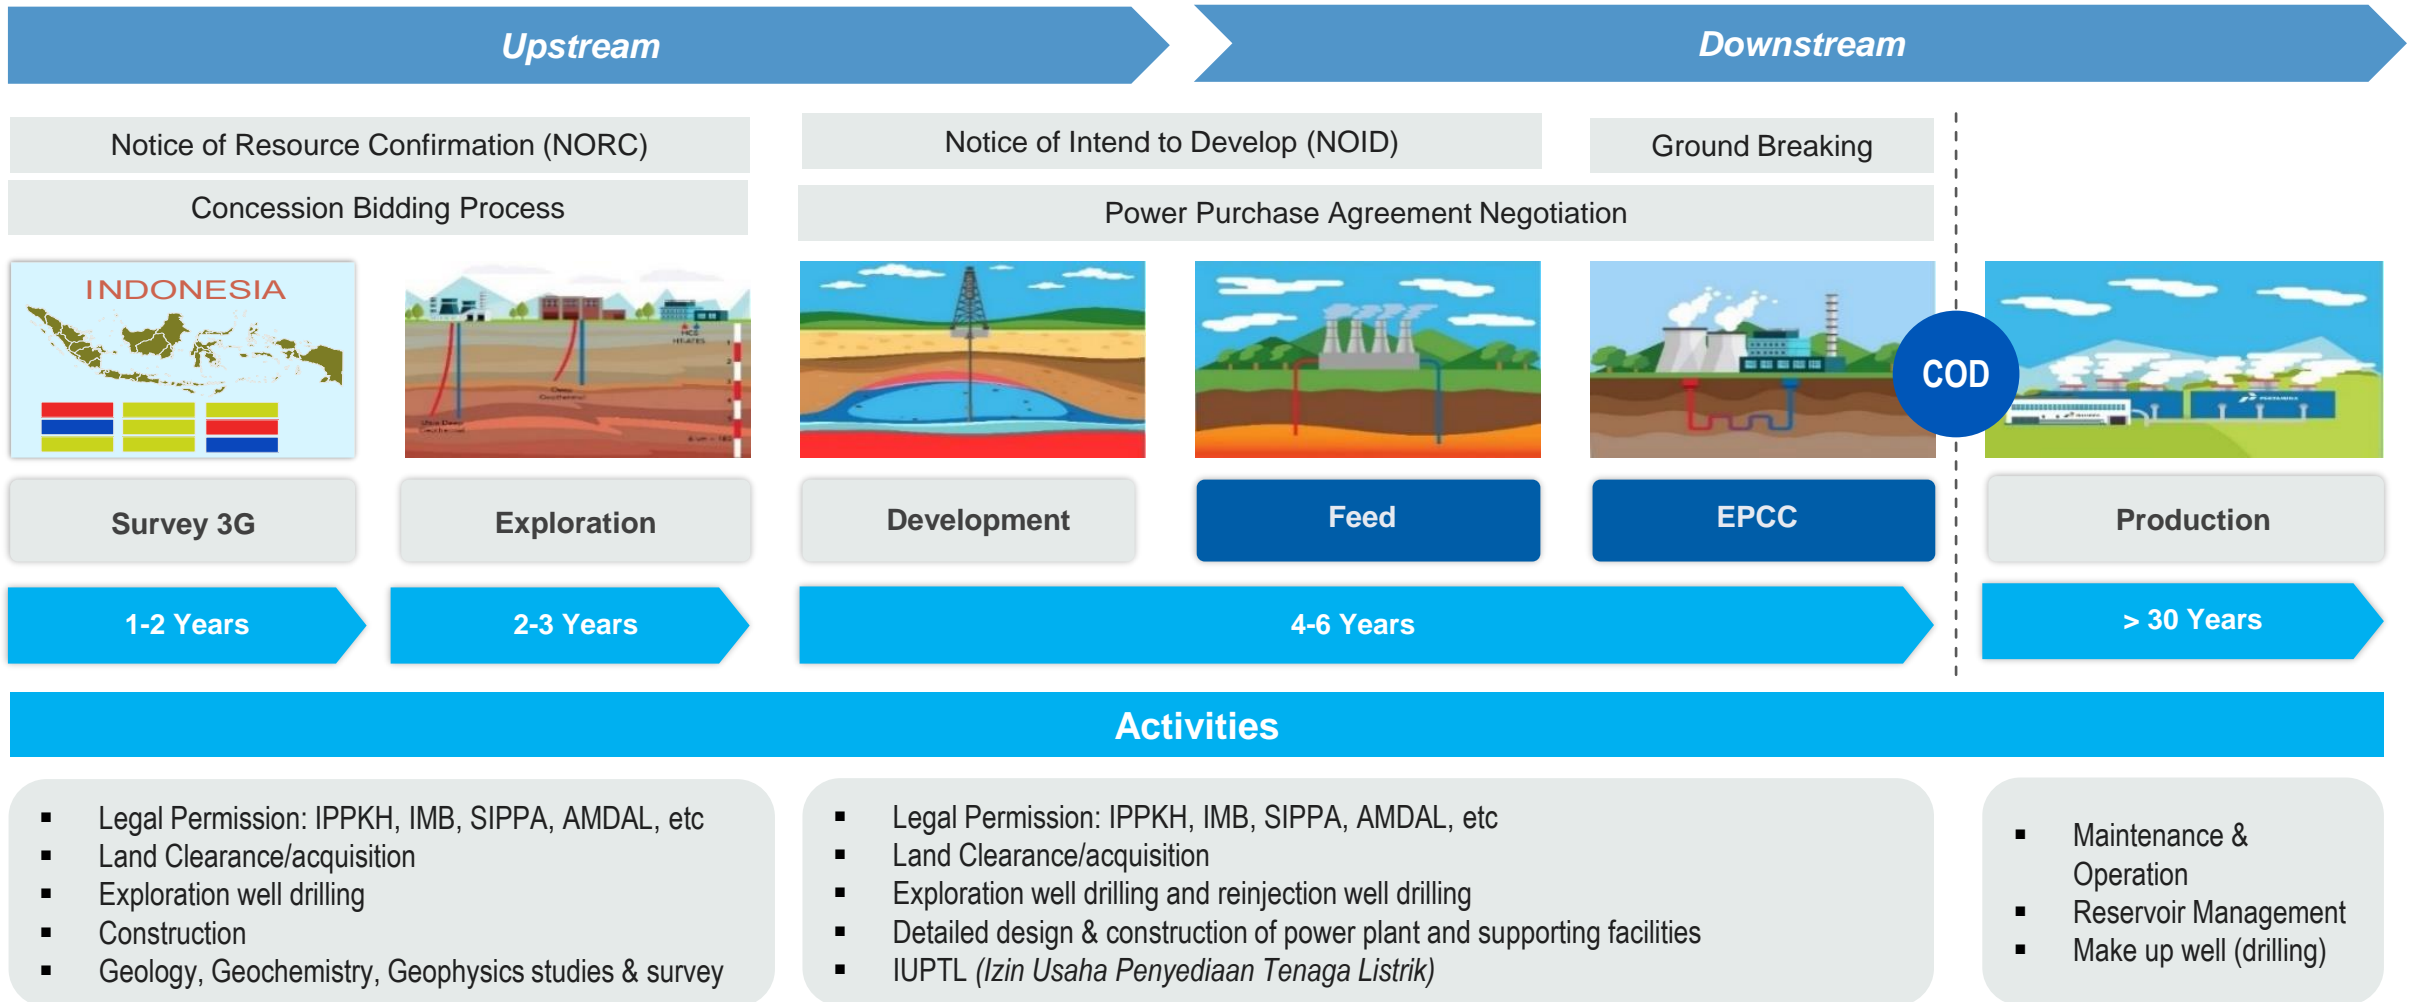 Upstream
Downstream
Notice of Resource Confirmation (NORC)
Notice of Intend to Develop (NOID)
Ground Breaking
Concession Bidding Process
Power Purchase Agreement Negotiation
INDONESIA
COD
PERTAMINA
Survey 3G
Exploration
Development
Feed
EPCC
Production
1-2 Years
2-3 Years
4-6 Years
> 30 Years
Activities
▪ Legal Permission: IPPKH, IMB, SIPPA, AMDAL, etc
▪ Land Clearance/acquisition
▪ Exploration well drilling
▪ Construction
▪ Geology, Geochemistry, Geophysics studies & survey
▪ Legal Permission: IPPKH, IMB, SIPPA, AMDAL, etc
▪ Land Clearance/acquisition
▪ Exploration well drilling and reinjection well drilling
▪ Detailed design & construction of power plant and supporting facilities
▪ IUPTL (Izin Usaha Penyediaan Tenaga Listrik)
▪ Maintenance &
Operation
▪ Reservoir Management
▪ Make up well (drilling)